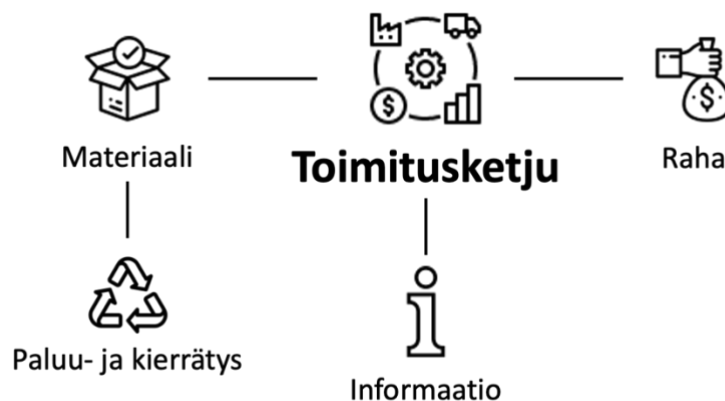 Materiaali
Toimitusketju
Raha
Paluu- ja kierrätys
Informaatio